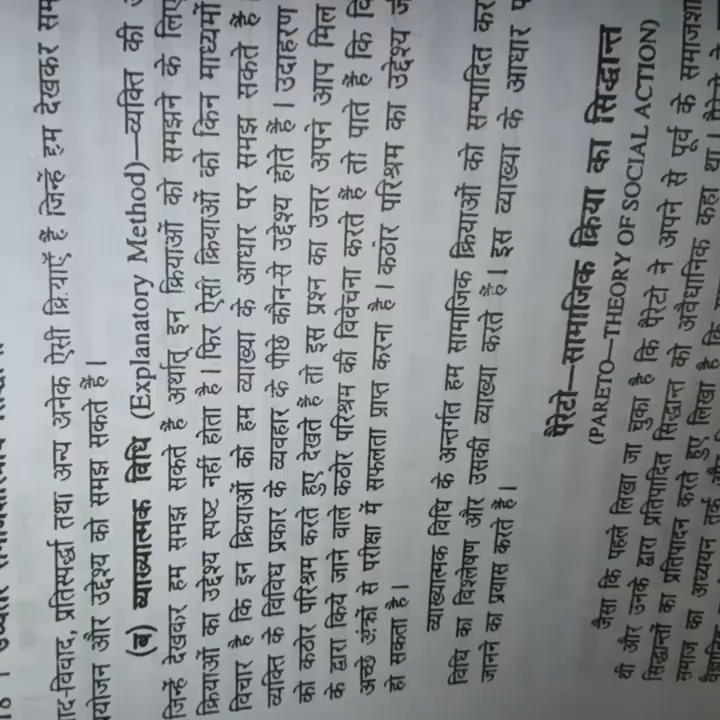 उच्चतर समाजशास्त्रीय
वाद-विवाद, प्रतिस्पर्द्धा तथा अन्य अनेक ऐसी क्रियाएँ हैं जिन्हें हम देखकर
प्रयोजन और उद्देश्य को समझ सकते हैं।
(ब) व्याख्यात्मक विधि (Explanatory Method)—व्यक्ति की
जिन्हें देखकर हम समझ सकते हैं अर्थात् इन क्रियाओं को समझने के लिए
क्रियाओं का उद्देश्य स्पष्ट नहीं होता है। फिर ऐसी क्रियाओं को किन माध्यमों
विचार है कि इन क्रियाओं को हम व्याख्या के आधार पर समझ सकते हैं।
व्यक्ति के विविध प्रकार के व्यवहार के पीछे कौन-से उद्देश्य होते हैं। उदाहरण
को कठोर परिश्रम करते हुए देखते हैं तो इस प्रश्न का उत्तर अपने आप मिल
के द्वारा किये जाने वाले कठोर परिश्रम की विवेचना करते हैं तो पाते हैं कि
अच्छे अंकों से परीक्षा में सफलता प्राप्त करना है। कठोर परिश्रम का उद्देश्य
हो सकता है।
व्याख्यात्मक विधि के अन्तर्गत हम सामाजिक क्रियाओं को सम्पादित
विधि का विश्लेषण और उसकी व्याख्या करते हैं। इस व्याख्या के आधार
जानने का प्रयास करते हैं।
पैरेटो—सामाजिक क्रिया का सिद्धान्त
(PARETO—THEORY OF SOCIAL ACTION)
जैसा कि पहले लिखा जा चुका है कि पैरेटो ने अपने से पूर्व के
थी और उनके द्वारा प्रतिपादित सिद्धान्त को अवैधानिक कहा था।
सिद्धान्तों का प्रतिपादन करते हुए लिखा है कि
समाज का अध्ययन तर्क और